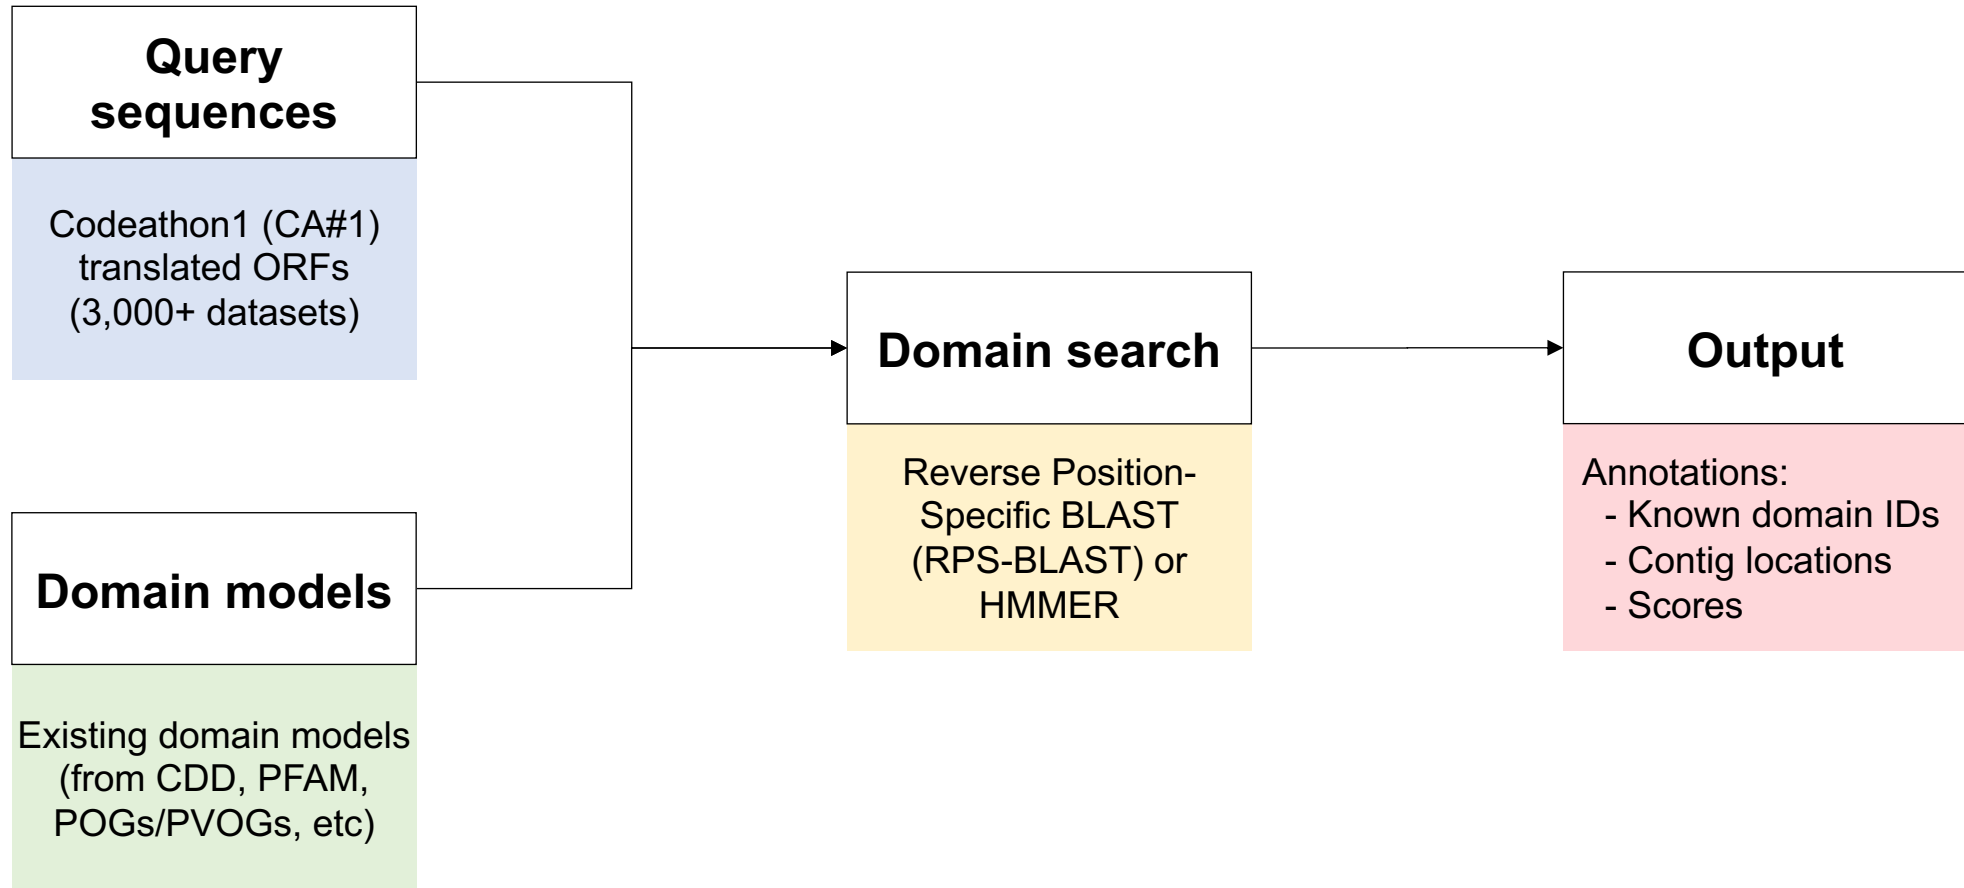 Query
sequences
Codeathon1 (CA#1)
translated ORFs
(3,000+ datasets)
Domain models
Existing domain models
(from CDD, PFAM,
POGs/PVOGs, etc)
Domain search
Reverse Position-
Specific BLAST
(RPS-BLAST) or
HMMER
Output
Annotations:
- Known domain IDs
- Contig locations
- Scores